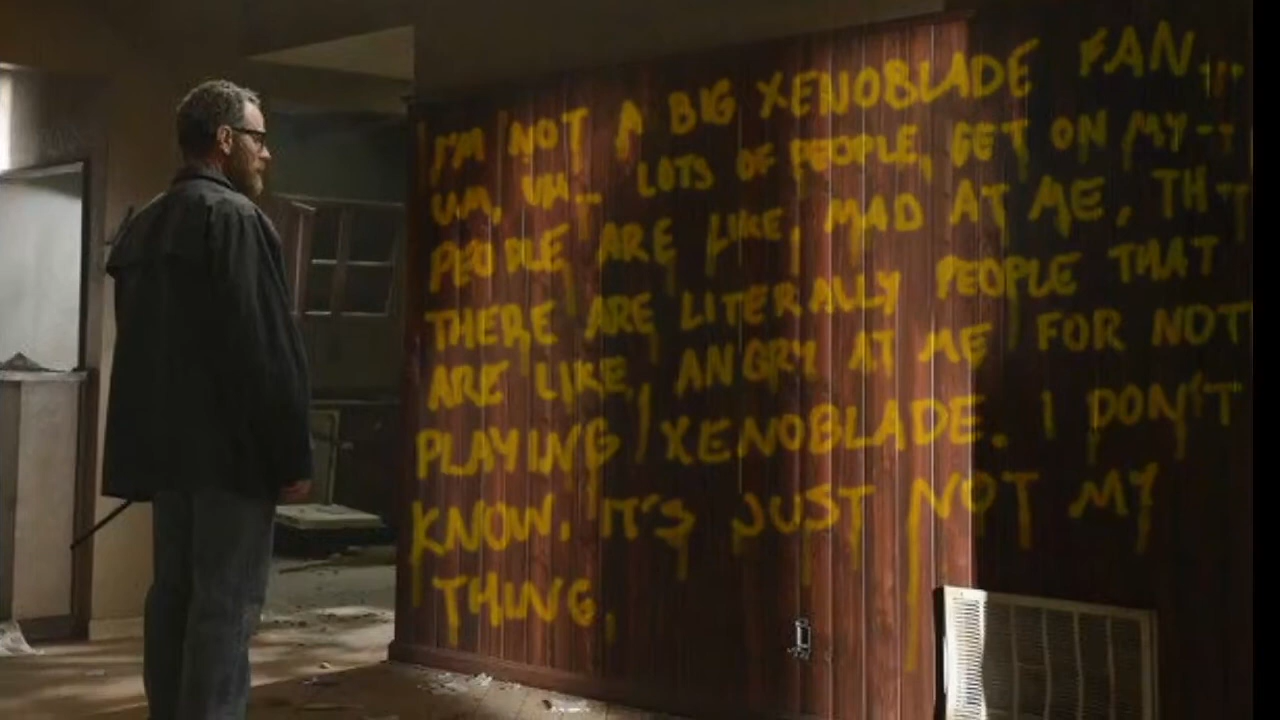 I'M NOT A BIG XENOBLADE FAN...
UM, UH... LOTS OF PEOPLE, GET ON MY--
PEOPLE ARE LIKE, MAD AT ME, TH--
THERE ARE LITERALLY PEOPLE THAT
ARE LIKE, ANGRY AT ME FOR NOT
PLAYING XENOBLADE. I DON'T
KNOW, IT'S JUST NOT MY
THING.